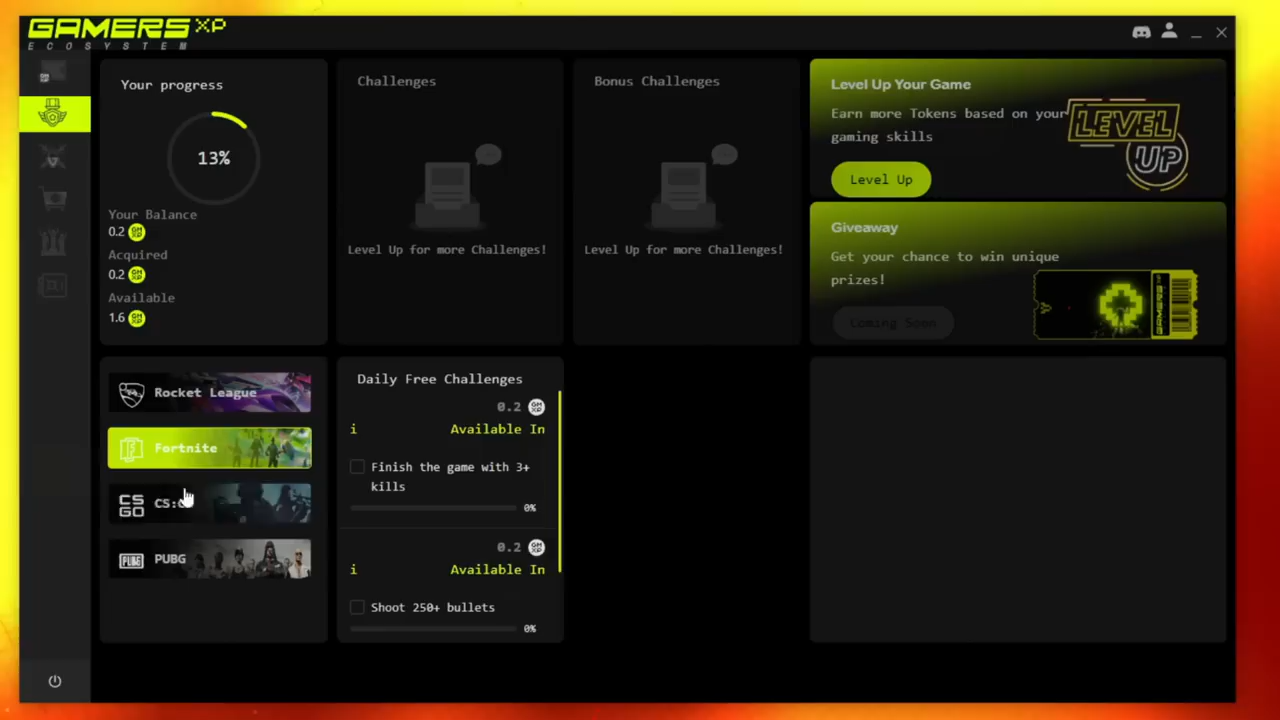 GAMERS XP
ECOSYSTEM
Your progress
13%
Your Balance
0.2
Acquired
0.2
Available
1.6
Challenges
Level Up for more Challenges!
Bonus Challenges
Level Up for more Challenges!
Level Up Your Game
Earn more Tokens based on your
gaming skills
Level Up
LEVEL
UP
Giveaway
Get your chance to win unique
prizes!
Coming Soon
Rocket League
Fortnite
CS
GO
CS:
PUBG
PUBG
Daily Free Challenges
0.2
i Available In
Finish the game with 3+
kills
0%
0.2
i Available In
Shoot 250+ bullets
0%